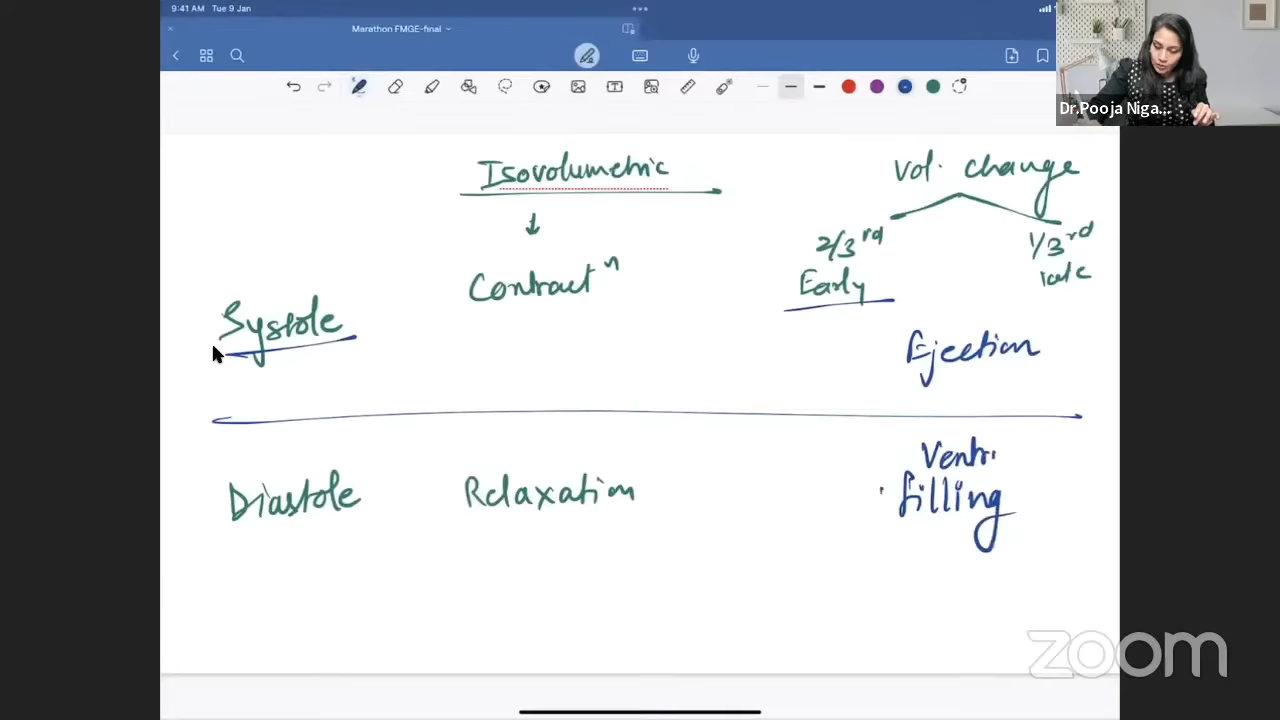 9:41 AM Tue 9 Jan
Marathon FMGE-final
Dr.Pooja Niga...
Isovolumetric
Vol. change
2/3rd
1/3rd
Early
late
Contractn
Systole
Ejection
Ventr.
Diastole
Relaxation
filling
zoom